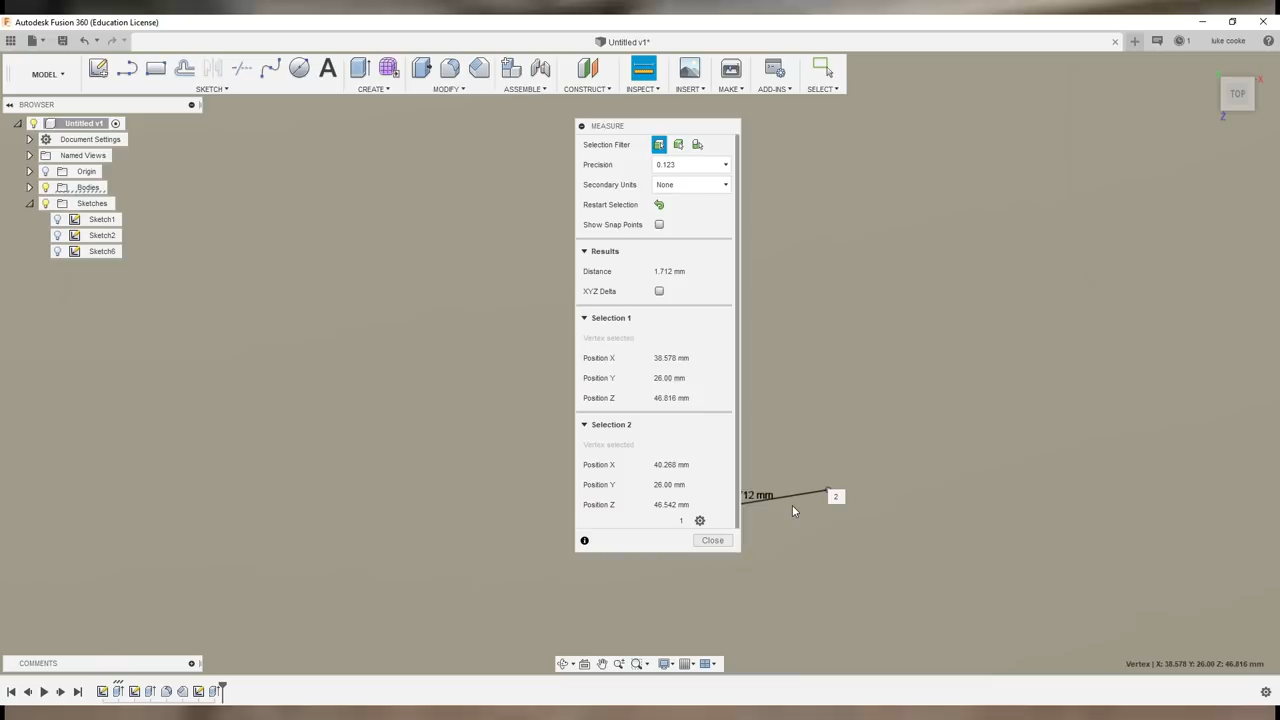 Autodesk Fusion 360 (Education License)
Untitled v1*
1
luke cooke
MODEL
SKETCH
CREATE
MODIFY
ASSEMBLE
CONSTRUCT
INSPECT
INSERT
MAKE
ADD-INS
SELECT
BROWSER
Untitled v1
Document Settings
Named Views
Origin
Bodies
Sketches
Sketch1
Sketch2
Sketch6
TOP
X
Z
MEASURE
Selection Filter
Precision 0.123
Secondary Units None
Restart Selection
Show Snap Points
Results
Distance 1.712 mm
XYZ Delta
Selection 1
Vertex selected
Position X 38.578 mm
Position Y 26.00 mm
Position Z 46.816 mm
Selection 2
Vertex selected
Position X 40.268 mm
Position Y 26.00 mm
Position Z 46.542 mm
1
Close
712 mm
2
COMMENTS
Vertex | X: 38.578 mm Y: 26.00 mm Z: 46.816 mm